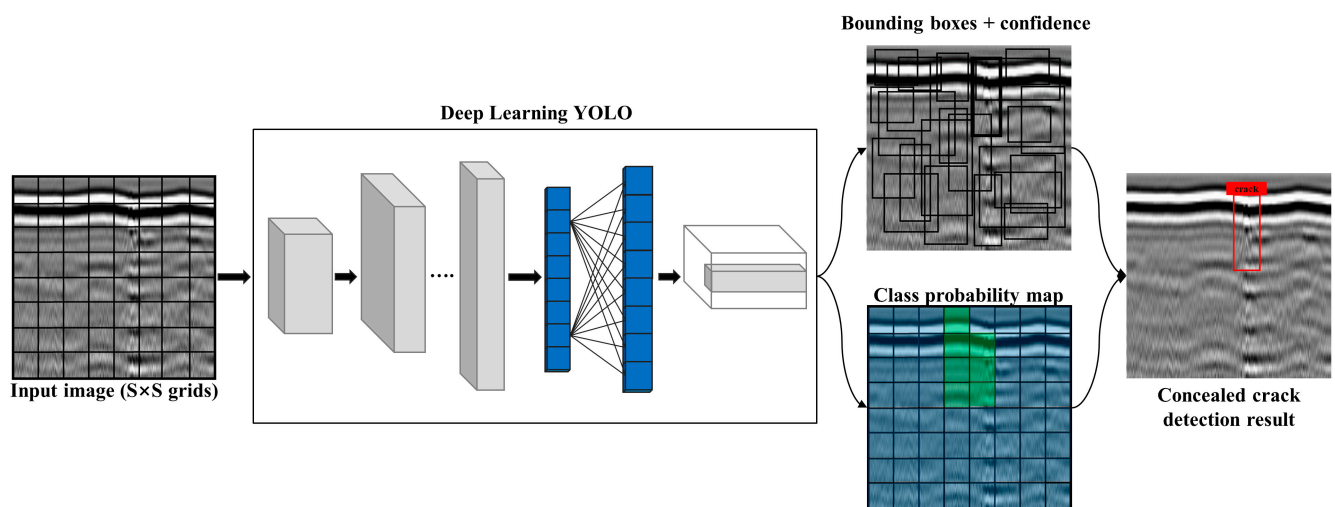 Bounding boxes + confidence
Deep Learning YOLO
Input image (S×S grids)
Class probability map
crack
Concealed crack
detection result